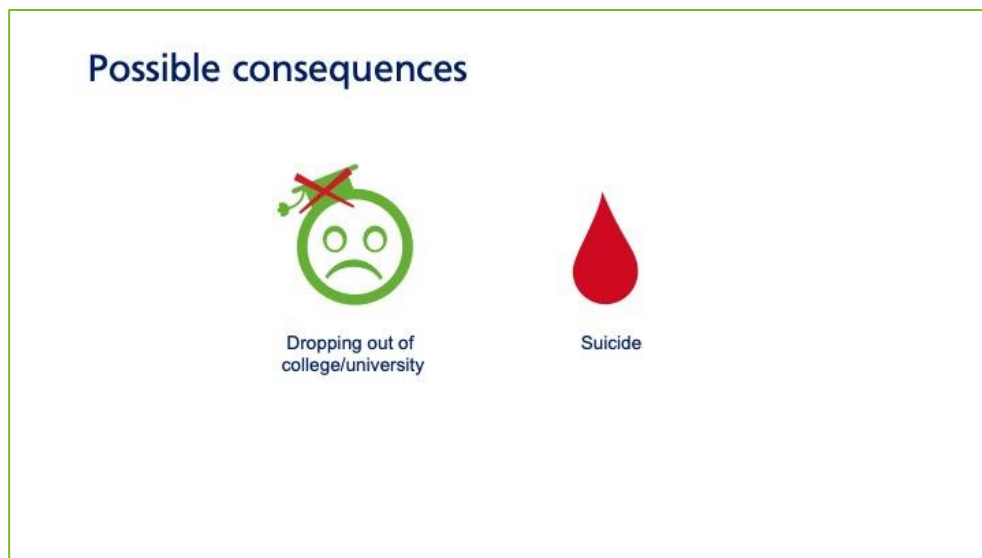 Possible consequences
Dropping out of
college/university
Suicide